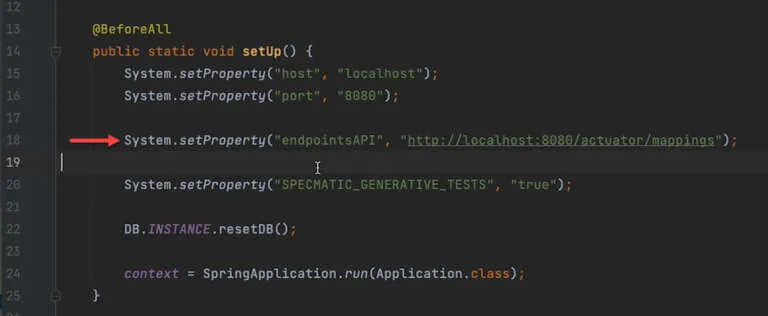 12
13 @BeforeAll
14 public static void setUp() {
15 System.setProperty("host", "localhost");
16 System.setProperty("port", "8080");
17
18 System.setProperty("endpointsAPI", "http://localhost:8080/actuator/mappings");
19
20 System.setProperty("SPECMATIC_GENERATIVE_TESTS", "true");
21
22 DB.INSTANCE.resetDB();
23
24 context = SpringApplication.run(Application.class);
25 }